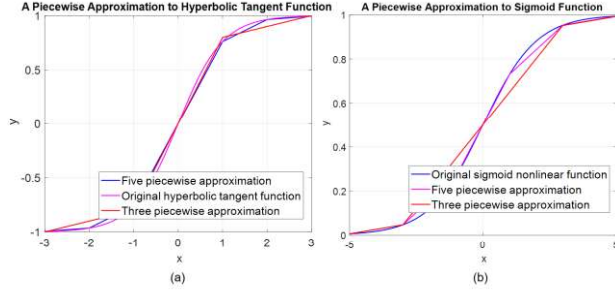 A Piecewise Approximation to Hyperbolic Tangent Function
1
0.5
0
-0.5
-1
y
Five piecewise approximation
Original hyperbolic tangent function
Three piecewise approximation
-3 -2 -1 0 1 2 3
x
(a)
A Piecewise Approximation to Sigmoid Function
1
0.8
0.6
0.4
0.2
0
y
Original sigmoid nonlinear function
Five piecewise approximation
Three piecewise approximation
-5 0 5
x
(b)